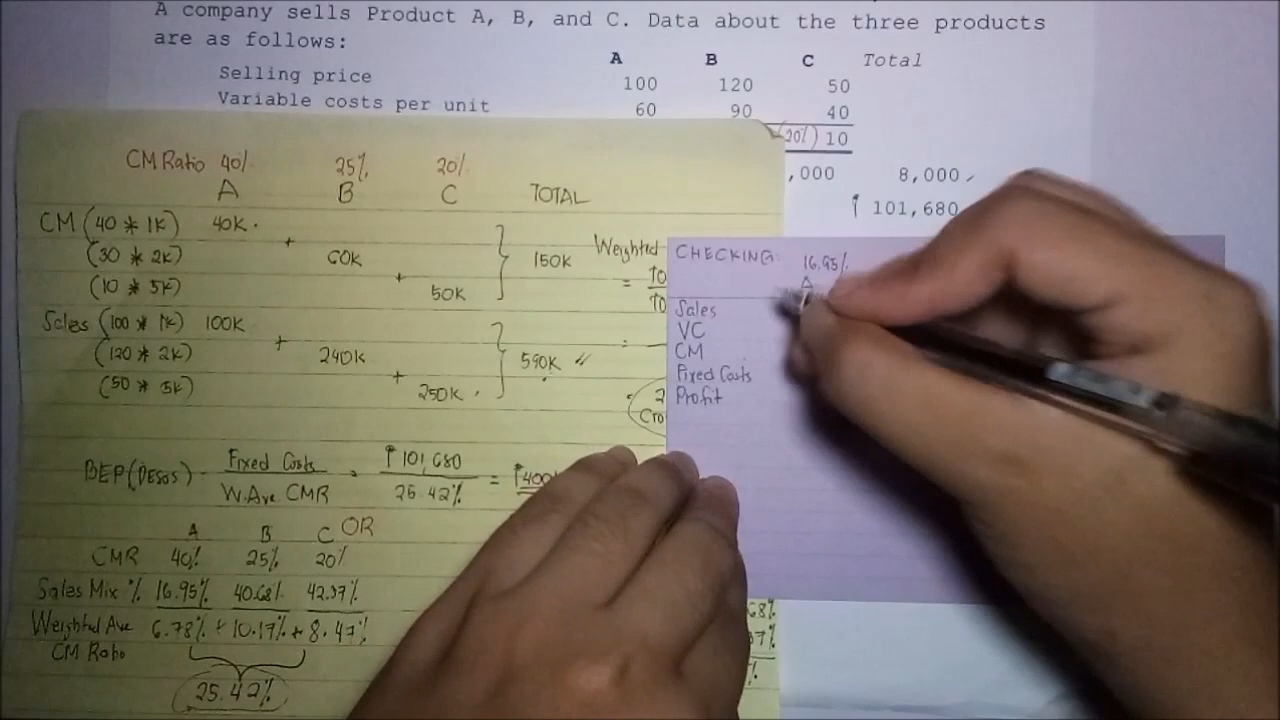 A company sells Product A, B, and C. Data about the three products
are as follows:
A B C Total
Selling price 100 120 50
Variable costs per unit 60 90 40
(20%) 10
,000 8,000
₱ 101,680
CM Ratio 40% 25% 20%
A B C TOTAL
CM (40 * 1K) 40K
+
(30 * 2K) 60K 150K
+
(10 * 5K) 50K
Sales (100 * 1K) 100K
+
(120 * 2K) 240K 590K
+
(50 * 5K) 250K
Weighted
=
BEP (Pesos) - Fixed Costs = ₱ 101,680 = ₱400
W.Ave CMR 25.42%
OR
A B C
CMR 40% 25% 20%
Sales Mix % 16.95% 40.68% 42.37%
Weighted Ave 6.78% + 10.17% + 8.47%
CM Ratio
25.42%
CHECKING: 16.95%
A
Sales
VC
CM
Fixed Costs
Profit
68%
37%
%